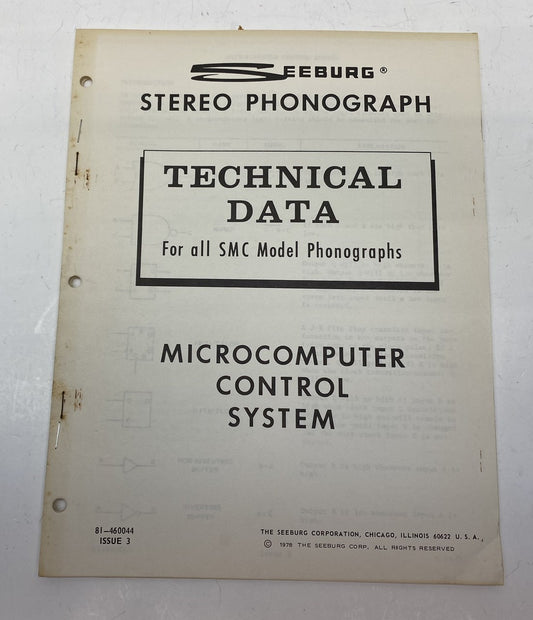 SEEBURG®
STEREO PHONOGRAPH
TECHNICAL
DATA
For all SMC Model Phonographs
MICROCOMPUTER
CONTROL
SYSTEM
81-460044
ISSUE 3
THE SEEBURG CORPORATION, CHICAGO, ILLINOIS 60622 U. S. A.
© 1978 THE SEEBURG CORP. ALL RIGHTS RESERVED